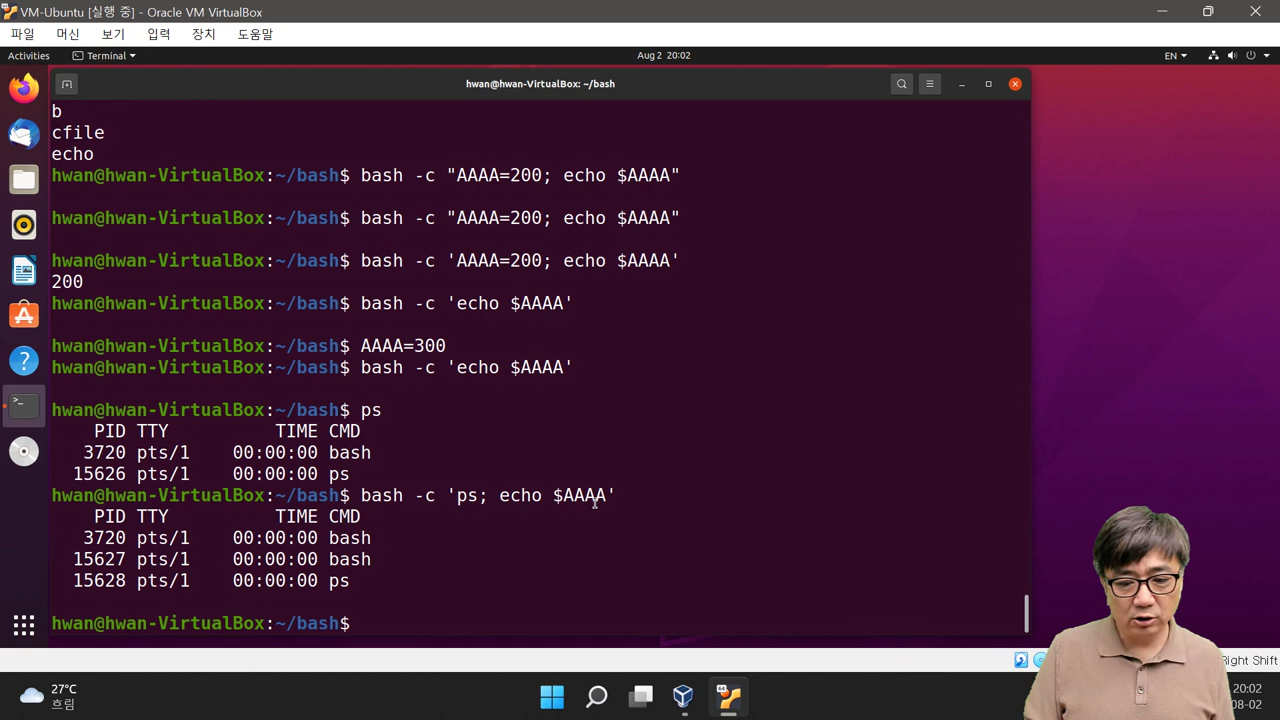 VM-Ubuntu [실행 중] - Oracle VM VirtualBox
파일 머신 보기 입력 장치 도움말
Activities Terminal Aug 2 20:02 EN
hwan@hwan-VirtualBox: ~/bash
b
cfile
echo
hwan@hwan-VirtualBox:~/bash$ bash -c "AAAA=200; echo $AAAA"
hwan@hwan-VirtualBox:~/bash$ bash -c "AAAA=200; echo $AAAA"
hwan@hwan-VirtualBox:~/bash$ bash -c 'AAAA=200; echo $AAAA'
200
hwan@hwan-VirtualBox:~/bash$ bash -c 'echo $AAAA'
hwan@hwan-VirtualBox:~/bash$ AAAA=300
hwan@hwan-VirtualBox:~/bash$ bash -c 'echo $AAAA'
hwan@hwan-VirtualBox:~/bash$ ps
PID TTY TIME CMD
3720 pts/1 00:00:00 bash
15626 pts/1 00:00:00 ps
hwan@hwan-VirtualBox:~/bash$ bash -c 'ps; echo $AAAA'
PID TTY TIME CMD
3720 pts/1 00:00:00 bash
15627 pts/1 00:00:00 bash
15628 pts/1 00:00:00 ps
hwan@hwan-VirtualBox:~/bash$
Right Shift
27°C
흐림
20:02
08-02